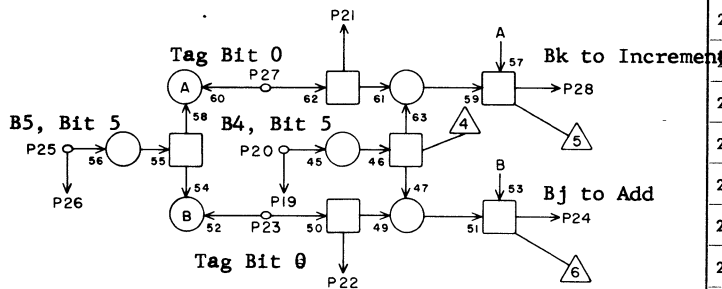 P21
A
Tag Bit 0
Bk to Increment
P27
57
A
60
62
61
59
P28
58
63
B5, Bit 5
B4, Bit 5
4
5
P25
56
55
P20
45
46
P26
54
P19
47
B
53
Bj to Add
B
52
P23
50
49
51
P24
Tag Bit 0
P22
6